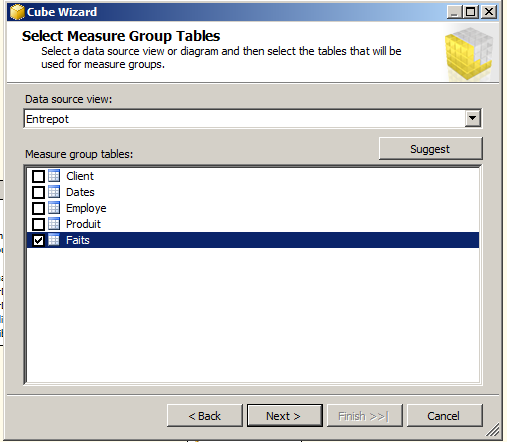 Cube Wizard
Select Measure Group Tables
Select a data source view or diagram and then select the tables that will be
used for measure groups.
Data source view:
Entrepot
Suggest
Measure group tables:
Client
Dates
Employe
Produit
Faits
< Back
Next >
Finish >>|
Cancel